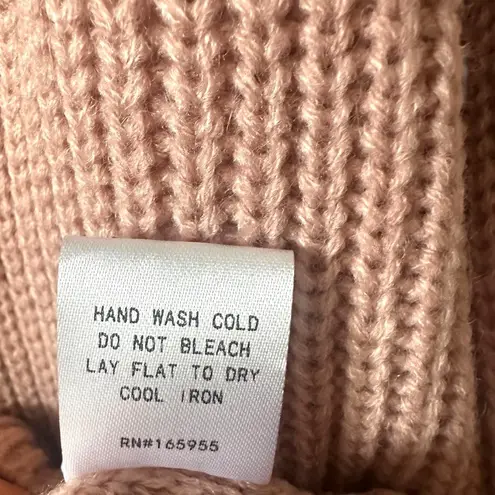 HAND WASH COLD
DO NOT BLEACH
LAY FLAT TO DRY
COOL IRON
RN#165955